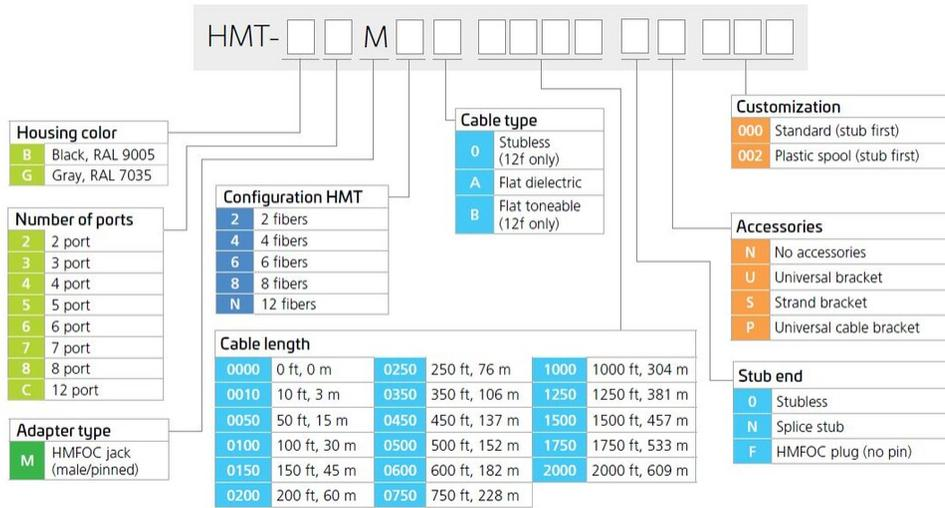 HMT- M
Housing color
B Black, RAL 9005
G Gray, RAL 7035
Number of ports
2 2 port
3 3 port
4 4 port
5 5 port
6 6 port
7 7 port
8 8 port
C 12 port
Adapter type
M HMFOC jack
(male/pinned)
Configuration HMT
2 2 fibers
4 4 fibers
6 6 fibers
8 8 fibers
N 12 fibers
Cable type
0 Stubless
(12f only)
A Flat dielectric
B Flat toneable
(12f only)
Cable length
0000 0 ft, 0 m 0250 250 ft, 76 m 1000 1000 ft, 304 m
0010 10 ft, 3 m 0350 350 ft, 106 m 1250 1250 ft, 381 m
0050 50 ft, 15 m 0450 450 ft, 137 m 1500 1500 ft, 457 m
0100 100 ft, 30 m 0500 500 ft, 152 m 1750 1750 ft, 533 m
0150 150 ft, 45 m 0600 600 ft, 182 m 2000 2000 ft, 609 m
0200 200 ft, 60 m 0750 750 ft, 228 m
Customization
000 Standard (stub first)
002 Plastic spool (stub first)
Accessories
N No accessories
U Universal bracket
S Strand bracket
P Universal cable bracket
Stub end
0 Stubless
N Splice stub
F HMFOC plug (no pin)